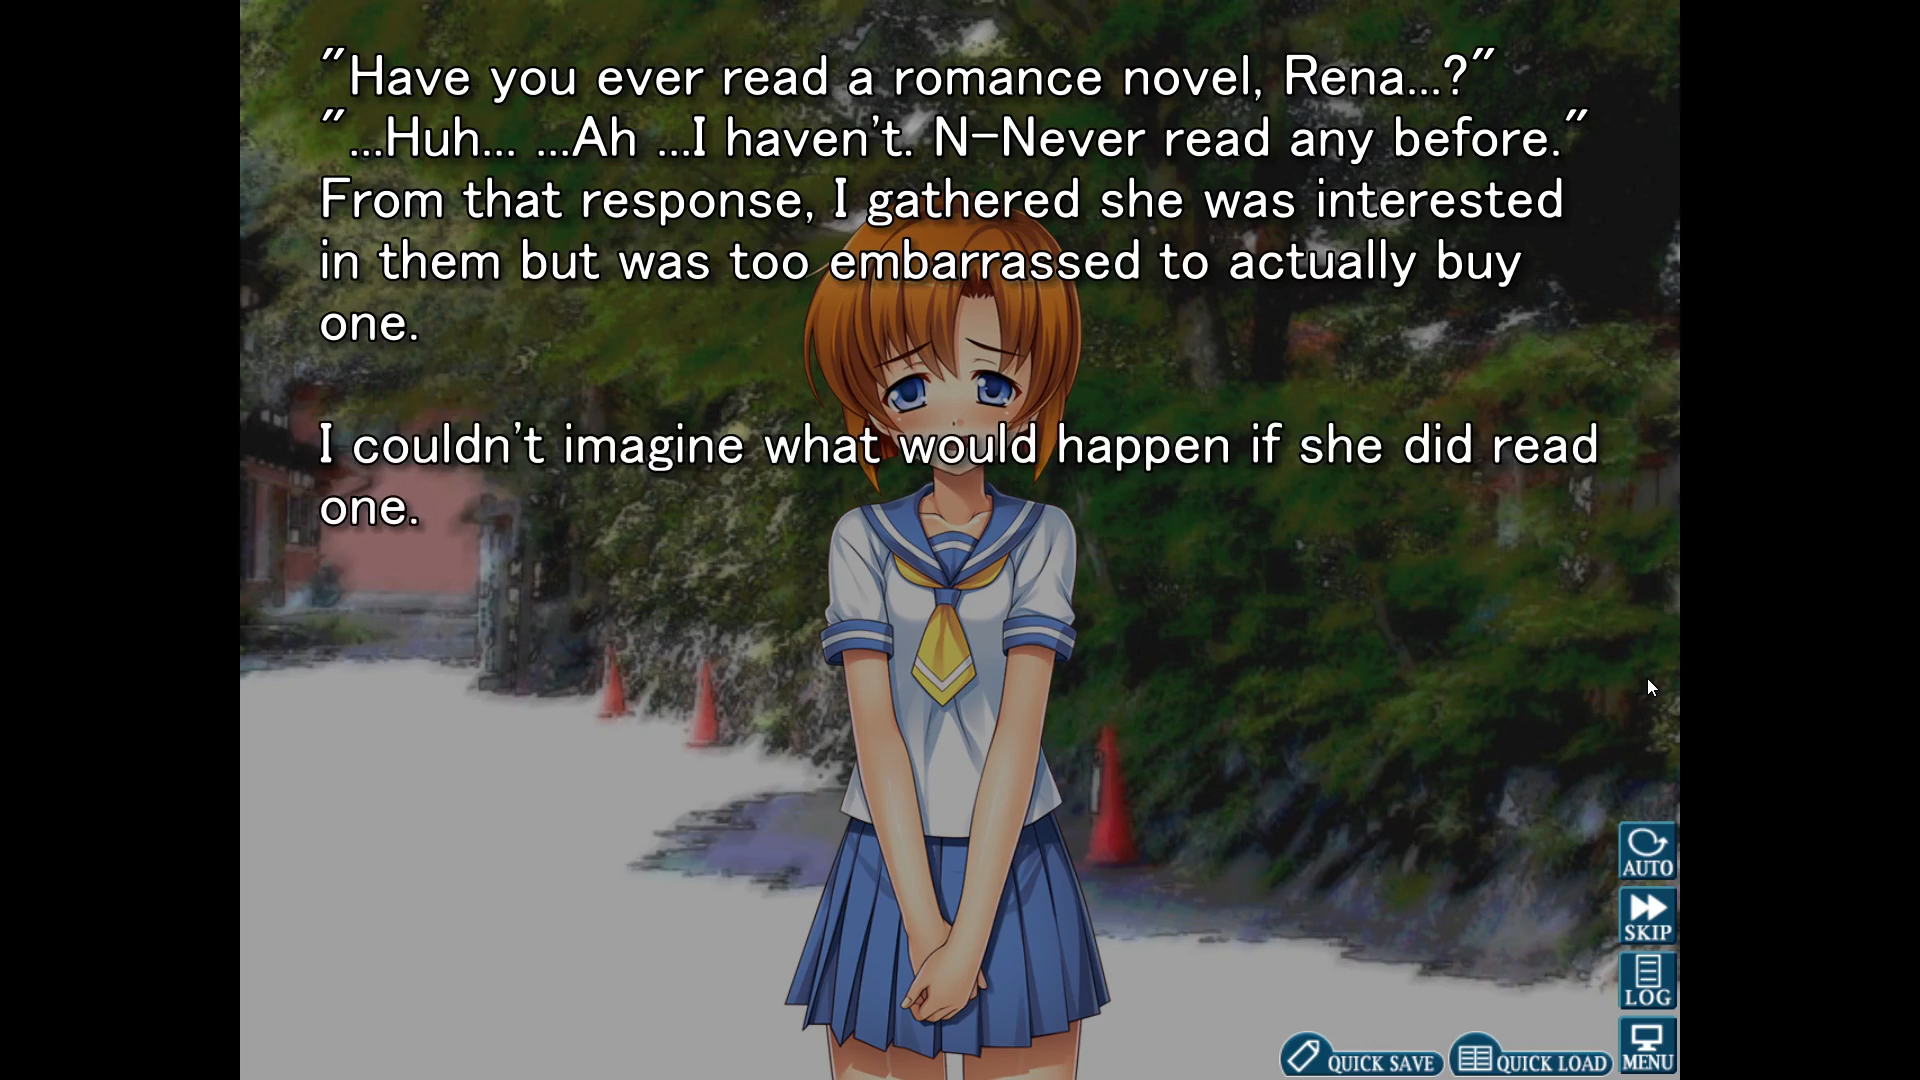 "Have you ever read a romance novel, Rena...?"
"...Huh... ...Ah ...I haven't. N-Never read any before."
From that response, I gathered she was interested
in them but was too embarrassed to actually buy
one.
I couldn't imagine what would happen if she did read
one.
AUTO
SKIP
LOG
MENU
QUICK SAVE
QUICK LOAD